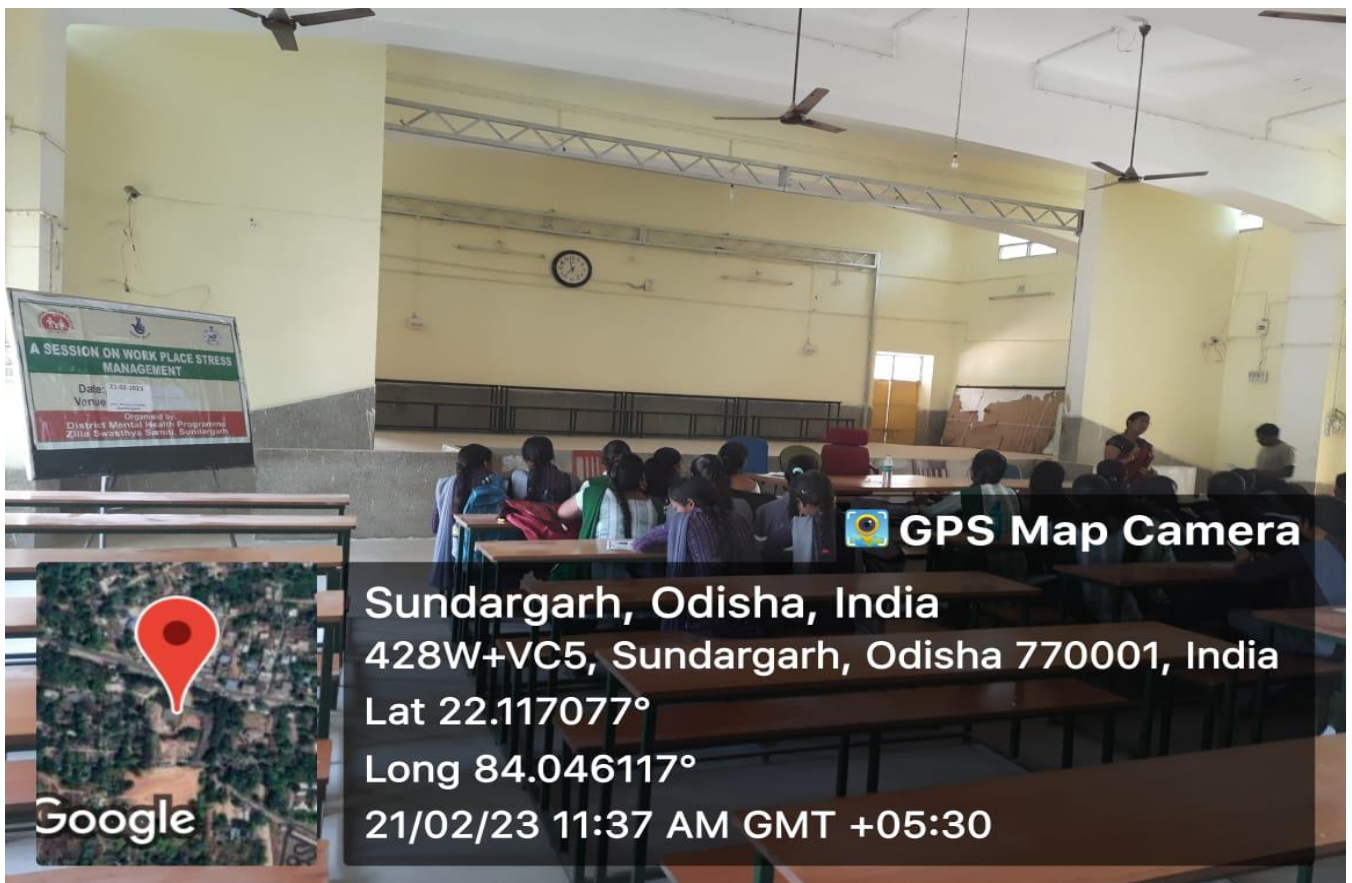 A SESSION ON WORK PLACE STRESS
MANAGEMENT
Date: 21-02-2023
Venue
Organised by:
District Mental Health Programme
Zilla Swasthya Samiti, Sundargarh
GPS Map Camera
Sundargarh, Odisha, India
428W+VC5, Sundargarh, Odisha 770001, India
Lat 22.117077°
Long 84.046117°
21/02/23 11:37 AM GMT +05:30
Google